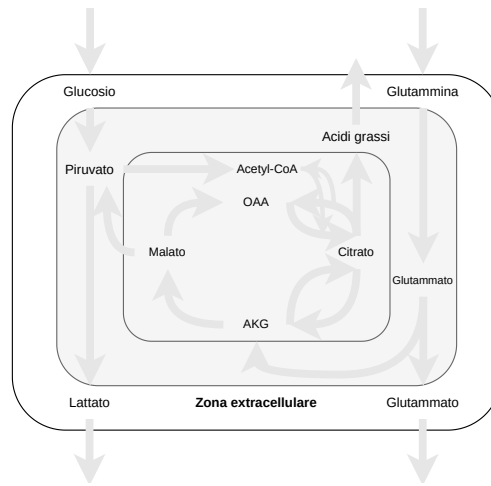 Glucosio
Glutammina
Acidi grassi
Piruvato
Acetyl-CoA
OAA
Malato
Citrato
Glutammato
AKG
Lattato
Zona extracellulare
Glutammato